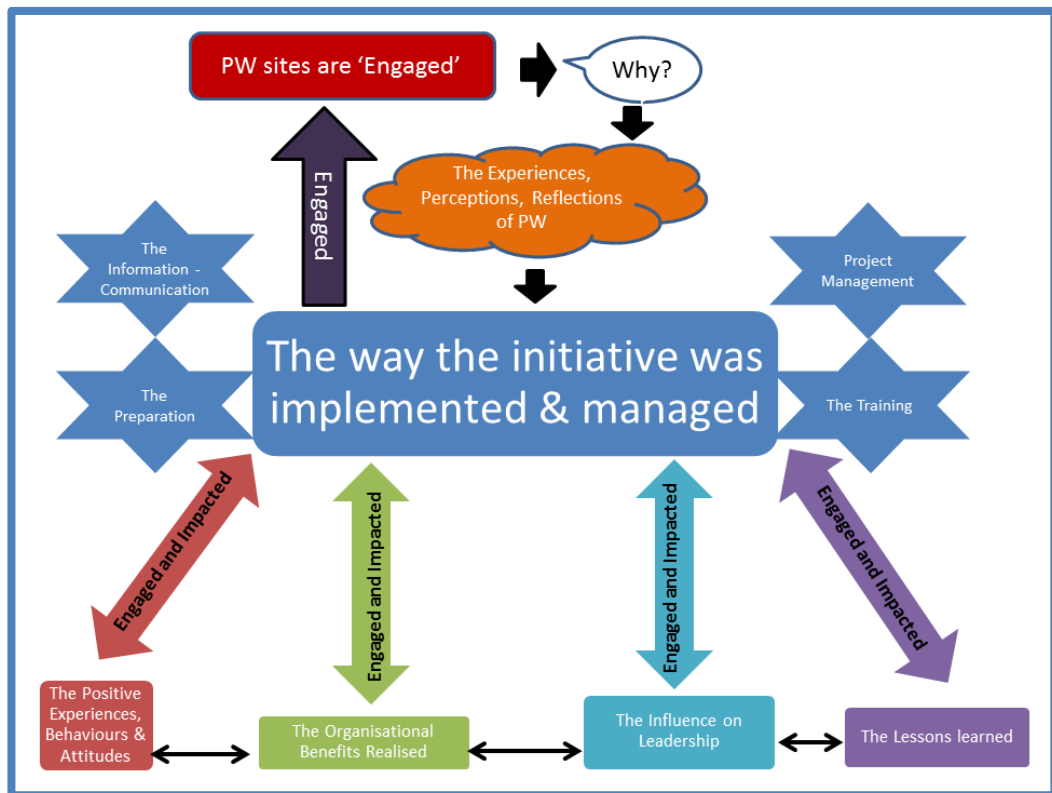 PW sites are ‘Engaged’
Why?
The Experiences,
Perceptions, Reflections
of PW
Engaged
The
Information -
Communication
Project
Management
The way the initiative was
implemented & managed
The
Preparation
The Training
Engaged and Impacted
Engaged and Impacted
Engaged and Impacted
Engaged and Impacted
The Positive
Experiences,
Behaviours &
Attitudes
The Organisational
Benefits Realised
The Influence on
Leadership
The Lessons learned